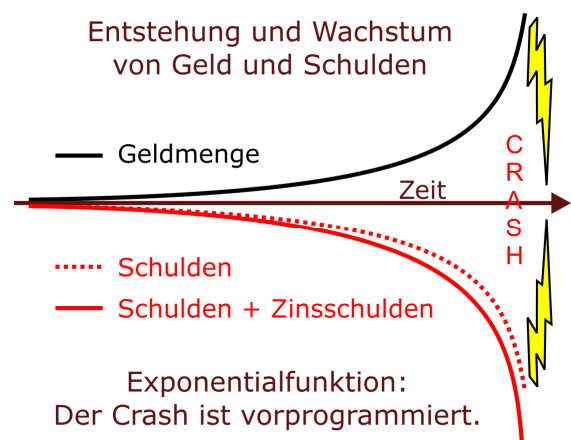 Entstehung und Wachstum
von Geld und Schulden
Geldmenge
Zeit
CRASH
Schulden
Schulden + Zinsschulden
Exponentialfunktion:
Der Crash ist vorprogrammiert.